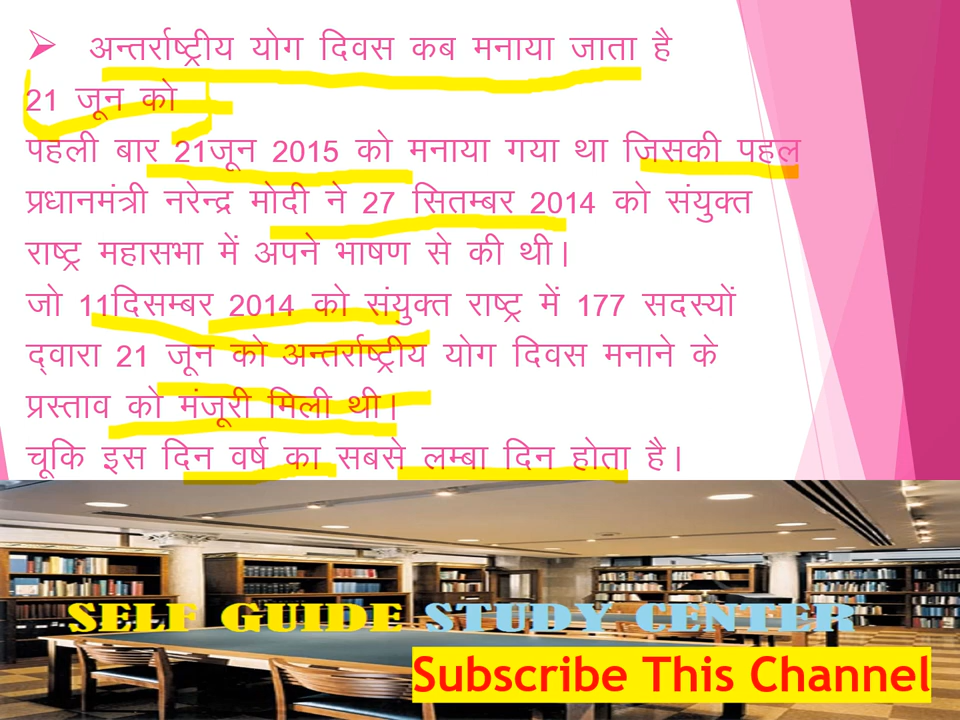 ➢ अन्तर्राष्ट्रीय योग दिवस कब मनाया जाता है
21 जून को
पहली बार 21जून 2015 को मनाया गया था जिसकी पहल
प्रधानमंत्री नरेन्द्र मोदी ने 27 सितम्बर 2014 को संयुक्त
राष्ट्र महासभा में अपने भाषण से की थी।
जो 11दिसम्बर 2014 को संयुक्त राष्ट्र में 177 सदस्यों
द्वारा 21 जून को अन्तर्राष्ट्रीय योग दिवस मनाने के
प्रस्ताव को मंजूरी मिली थी।
चूकि इस दिन वर्ष का सबसे लम्बा दिन होता है।
SELF GUIDE STUDY CENTER
Subscribe This Channel